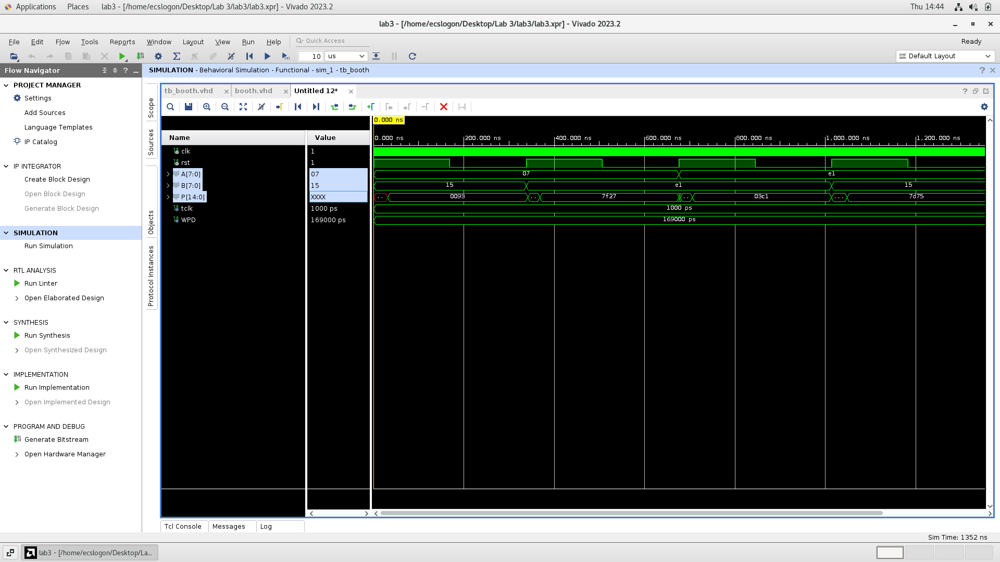 Applications Places lab3 - [/home/ecslogon/Desktop/Lab 3/lab3/lab3.xpr] - Vivado 2023.2 Thu 14:44
lab3 - [/home/ecslogon/Desktop/Lab 3/lab3/lab3.xpr] - Vivado 2023.2
File Edit Flow Tools Reports Window Layout View Run Help Quick Access Ready
10 us Default Layout
Flow Navigator
SIMULATION - Behavioral Simulation - Functional - sim_1 - tb_booth
PROJECT MANAGER
Settings
Add Sources
Language Templates
IP Catalog
IP INTEGRATOR
Create Block Design
Open Block Design
Generate Block Design
SIMULATION
Run Simulation
RTL ANALYSIS
Run Linter
Open Elaborated Design
SYNTHESIS
Run Synthesis
Open Synthesized Design
IMPLEMENTATION
Run Implementation
Open Implemented Design
PROGRAM AND DEBUG
Generate Bitstream
Open Hardware Manager
Scope
Sources
Objects
Protocol Instances
tb_booth.vhd booth.vhd Untitled 12*
0.000 ns
Name Value 0.000 ns 200.000 ns 400.000 ns 600.000 ns 800.000 ns 1,000.000 ns 1,200.000 ns
clk 1
rst 1
A[7:0] 07 07 e1
B[7:0] 15 15 e1 15
P[14:0] XXXX ·· 0093 ·· 7f27 ·· 03c1 ··· 7d75
tclk 1000 ps 1000 ps
WPD 169000 ps 169000 ps
Tcl Console Messages Log
Sim Time: 1352 ns
lab3 - [/home/ecslogon/Desktop/La...